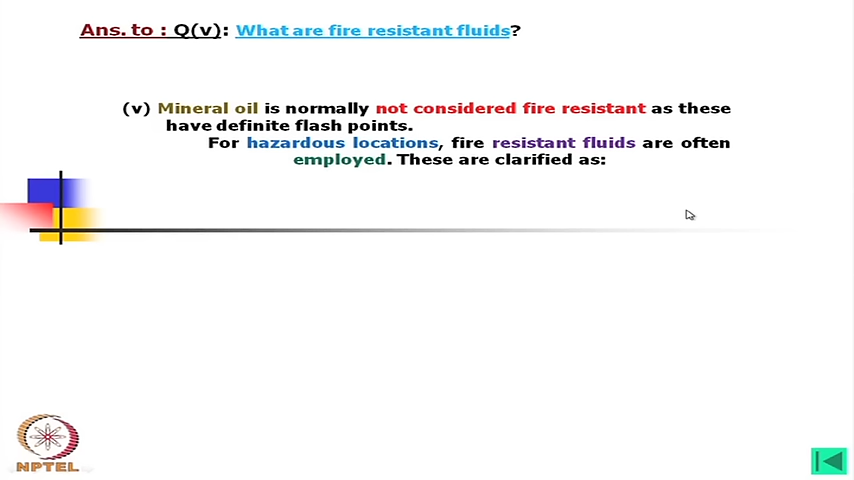 Ans. to : Q(v): What are fire resistant fluids?
(v) Mineral oil is normally not considered fire resistant as these
have definite flash points.
For hazardous locations, fire resistant fluids are often
employed. These are clarified as:
NPTEL